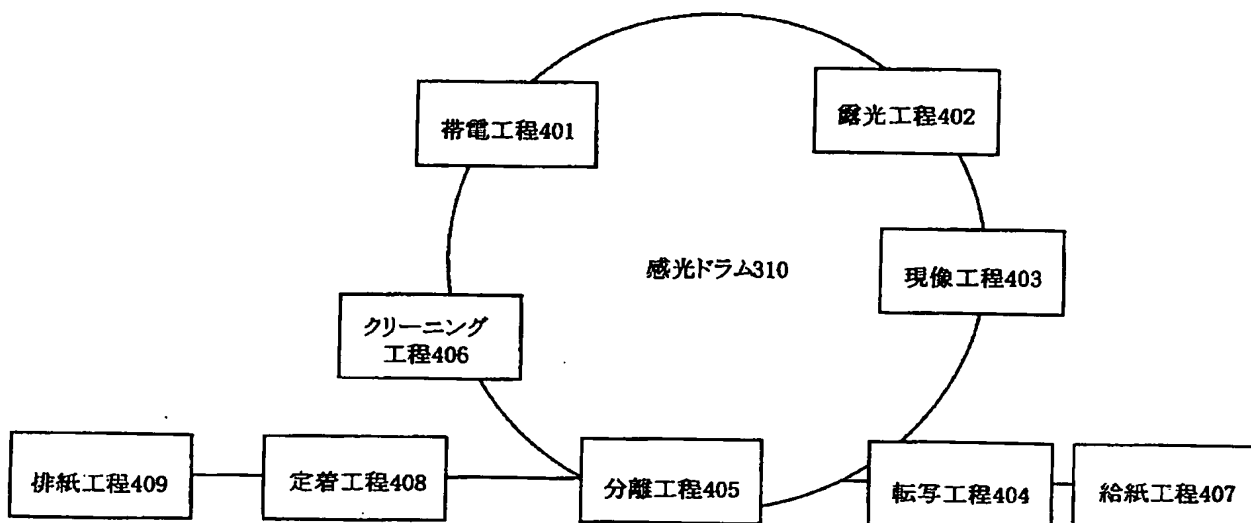 帯電工程401
露光工程402
感光ドラム310
現像工程403
クリーニング
工程406
排紙工程409
定着工程408
分離工程405
転写工程404
給紙工程407